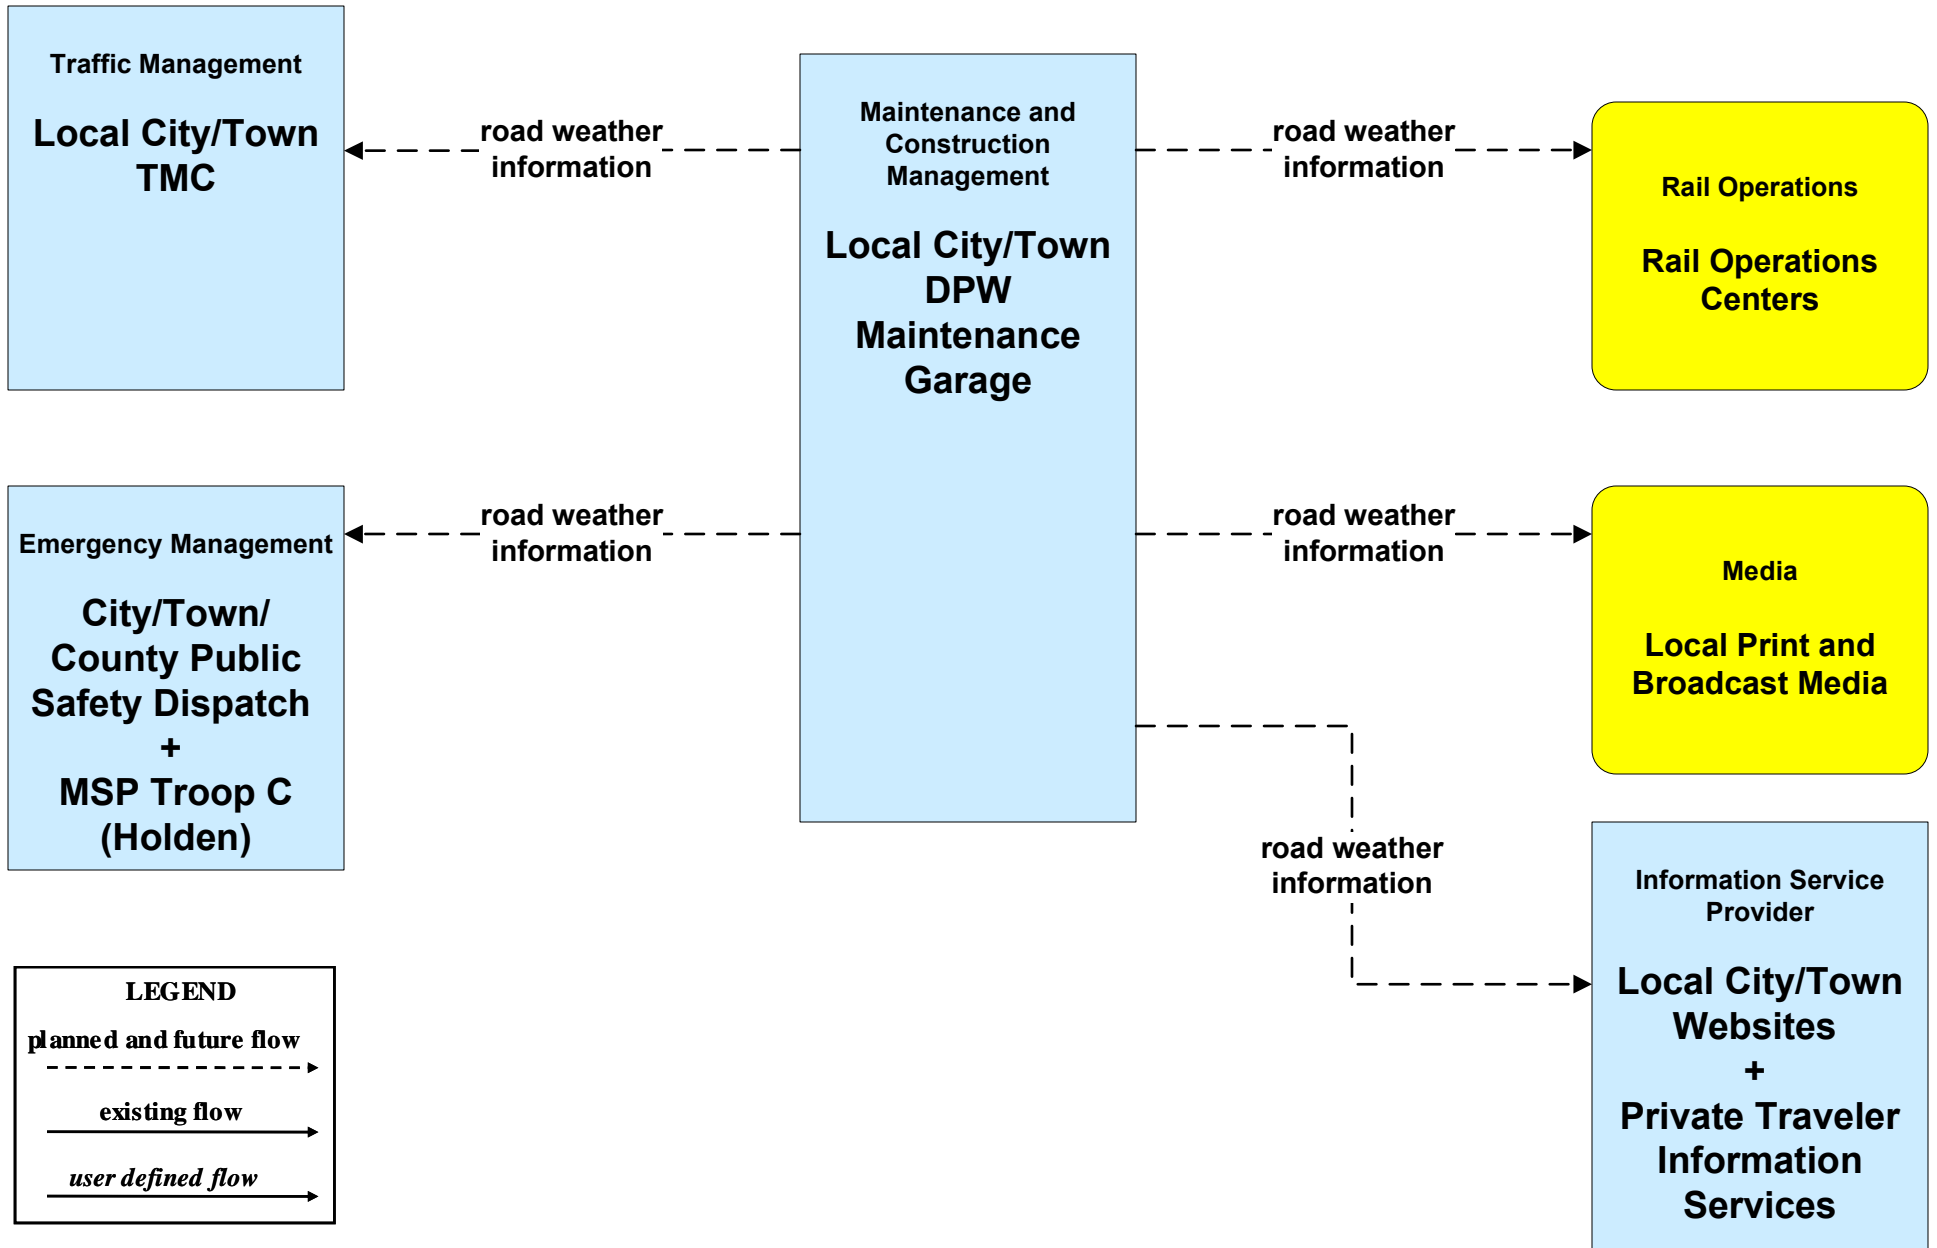 Traffic Management
Local City/Town
TMC
road weather
information
Maintenance and
Construction
Management
Local City/Town
DPW
Maintenance
Garage
road weather
information
Rail Operations
Rail Operations
Centers
Emergency Management
City/Town/
County Public
Safety Dispatch
+
MSP Troop C
(Holden)
road weather
information
road weather
information
Media
Local Print and
Broadcast Media
road weather
information
Information Service
Provider
Local City/Town
Websites
+
Private Traveler
Information
Services
LEGEND
planned and future flow
existing flow
user defined flow